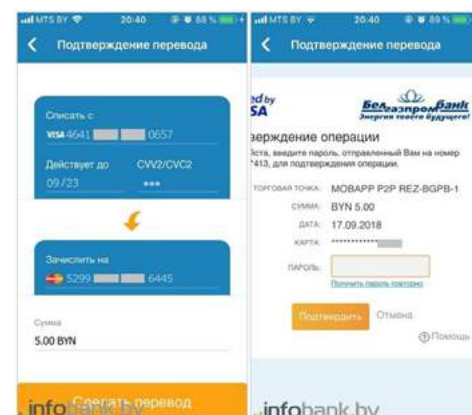 MTS BY 20:40 88 %
Подтверждение перевода
Списать с
VISA 4641 0657
Действует до CVV2/CVC2
09/23 ***
Зачислить на
5299 6445
Сумма
5.00 BYN
Сделать перевод
infobank.by
MTS BY 20:40 89 %
Подтверждение перевода
ed by
SA
Белгазпромбанк
Энергия твоего будущего!
верждение операции
йста, введите пароль, отправленный Вам на номер
*413, для подтверждения операции.
ТОРГОВАЯ ТОЧКА: MOBAPP P2P REZ-BGPB-1
СУММА: BYN 5.00
ДАТА: 17.09.2018
КАРТА: ************
ПАРОЛЬ:
Получить пароль повторно
Подтвердить Отмена
Помощь
infobank.by